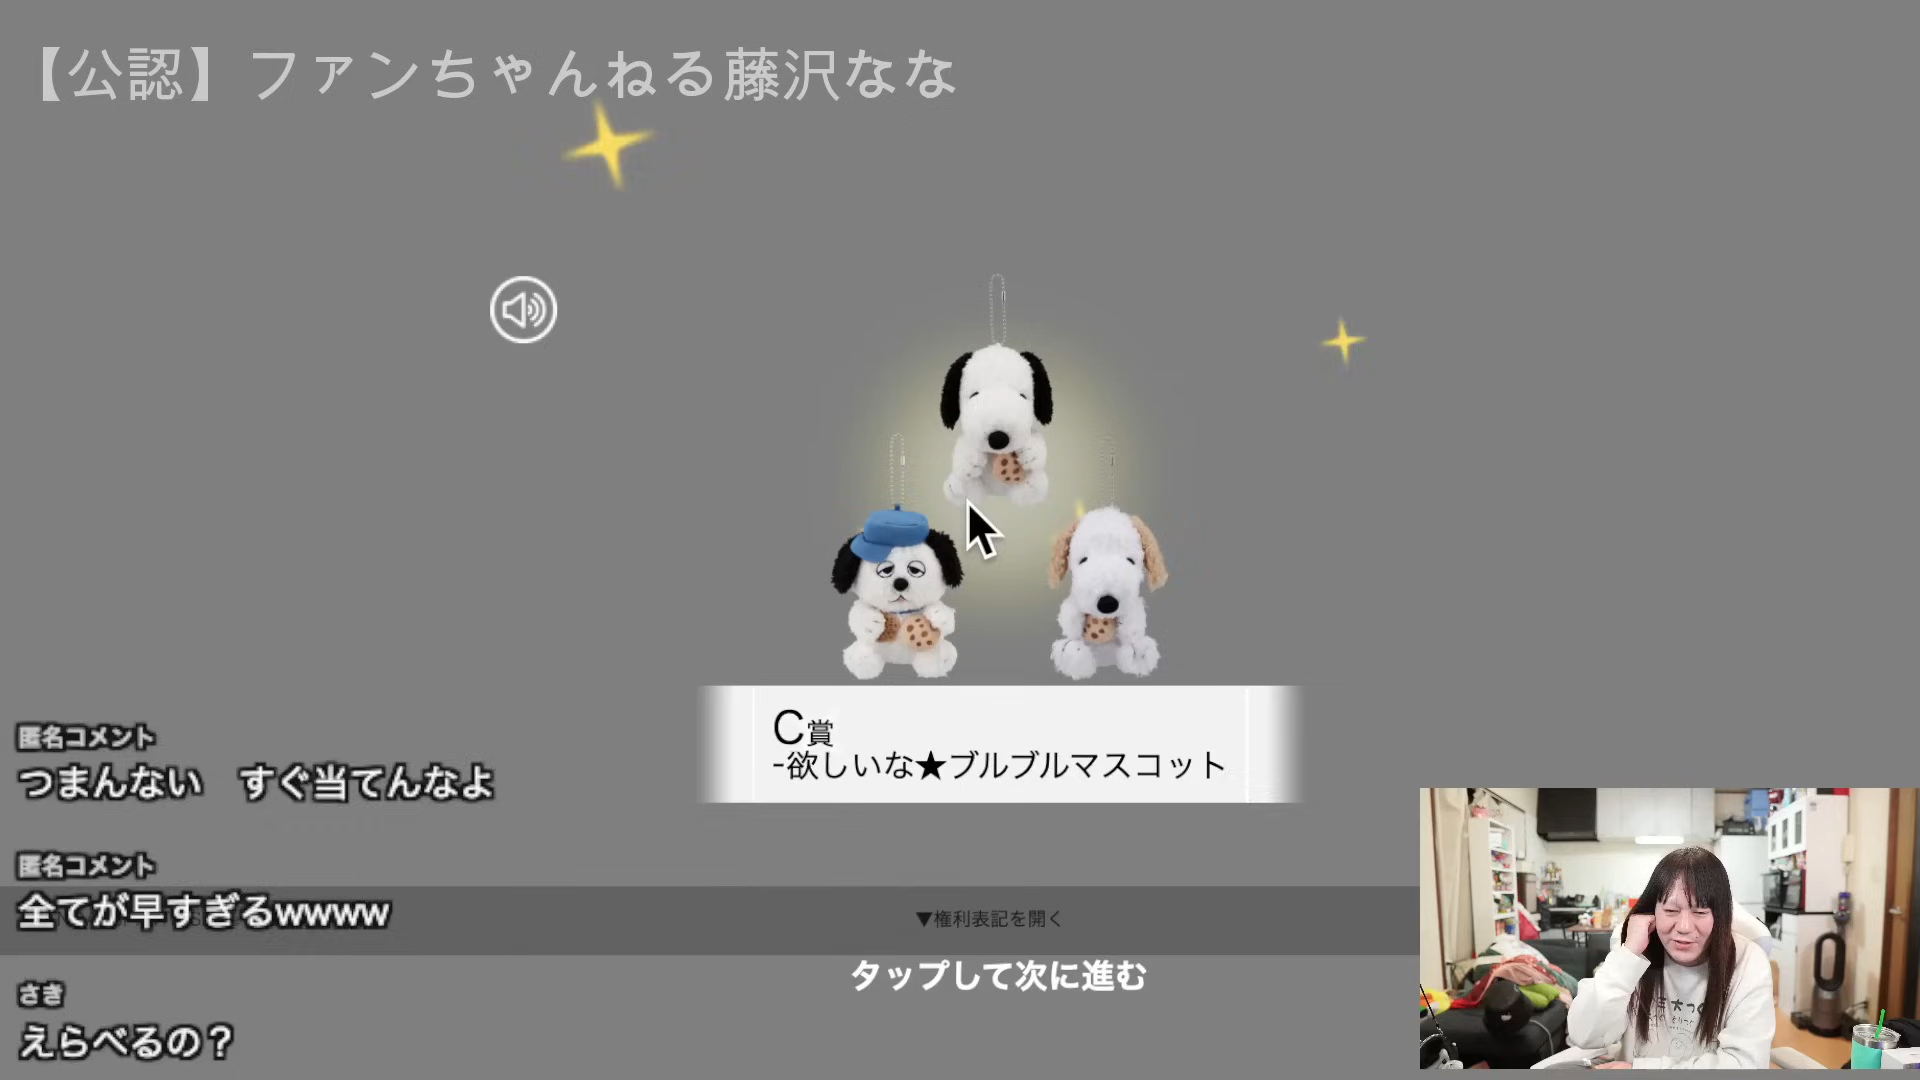 【公認】ファンちゃんねる藤沢なな
C賞
-欲しいな★ブルブルマスコット
匿名コメント
つまんない　すぐ当てんなよ
匿名コメント
全てが早すぎるwwww
▼権利表記を開く
タップして次に進む
さき
えらべるの？